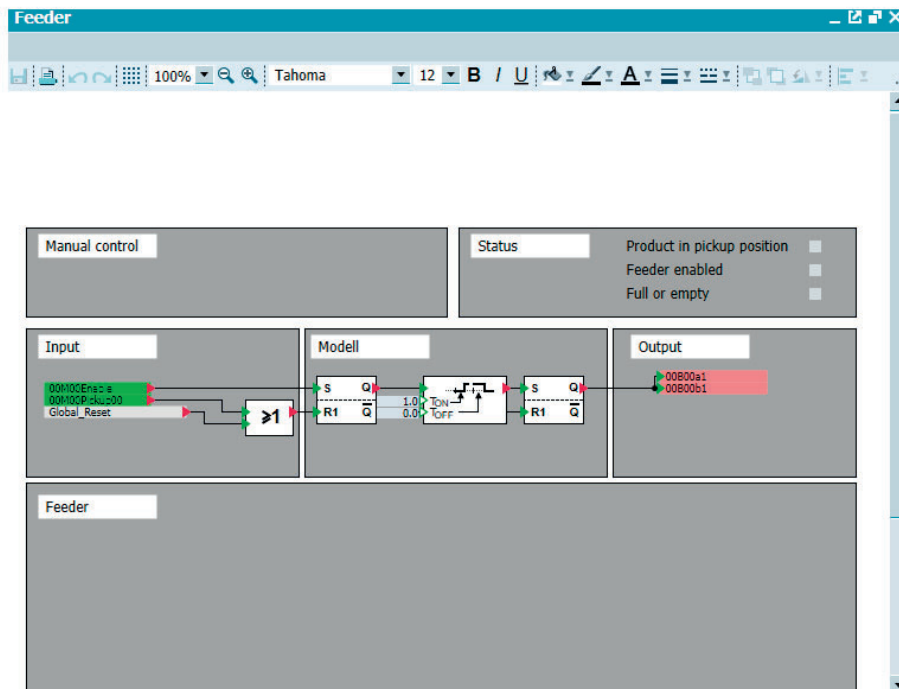 Feeder
100% Tahoma 12 B I U A
Manual control
Status
Product in pickup position
Feeder enabled
Full or empty
Input
Modell
Output
00M00Enable
00M00Pickup00
Global_Reset
≥1
S Q
R1 Q̅
1.0 TON
0.0 TOFF
S Q
R1 Q̅
00B00a1
00B00b1
Feeder